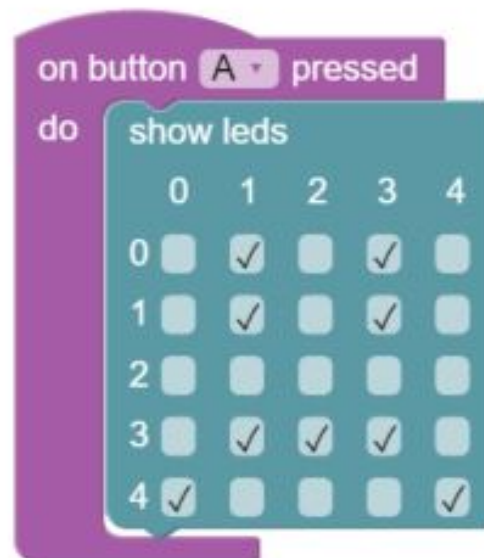 on button A pressed
do show leds
0 1 2 3 4
0 ✓ ✓
1 ✓ ✓
2
3 ✓ ✓ ✓
4 ✓ ✓